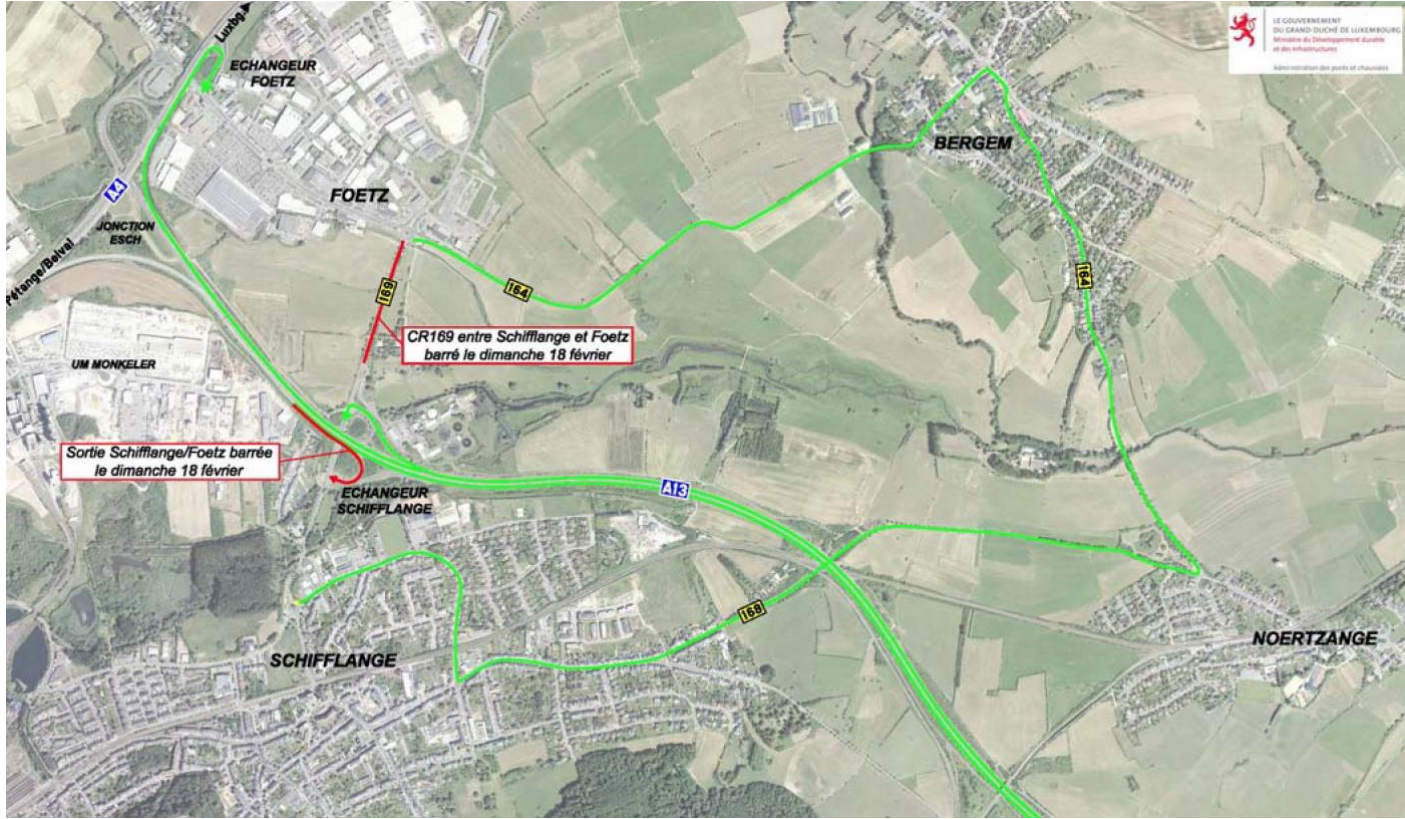 Luxbg
LE GOUVERNEMENT
DU GRAND-DUCHÉ DE LUXEMBOURG
Ministère du Développement durable
et des Infrastructures
Administration des ponts et chaussées
ECHANGEUR
FOETZ
BERGEM
A4
FOETZ
JONCTION
ESCH
Pétange/Belval
169
164
164
CR169 entre Schifflange et Foetz
barré le dimanche 18 février
UM MONKELER
Sortie Schifflange/Foetz barrée
le dimanche 18 février
A13
ECHANGEUR
SCHIFFLANGE
168
SCHIFFLANGE
NOERTZANGE